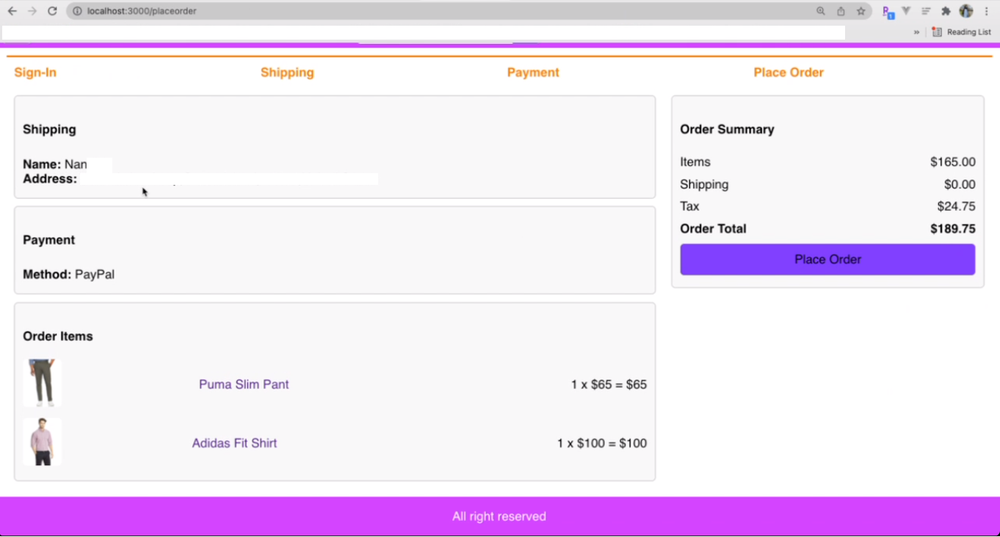 localhost:3000/placeorder
Reading List
Sign-In
Shipping
Payment
Place Order
Shipping
Name: Nan
Address:
Payment
Method: PayPal
Order Items
Puma Slim Pant
1 x $65 = $65
Adidas Fit Shirt
1 x $100 = $100
Order Summary
Items $165.00
Shipping $0.00
Tax $24.75
Order Total $189.75
Place Order
All right reserved